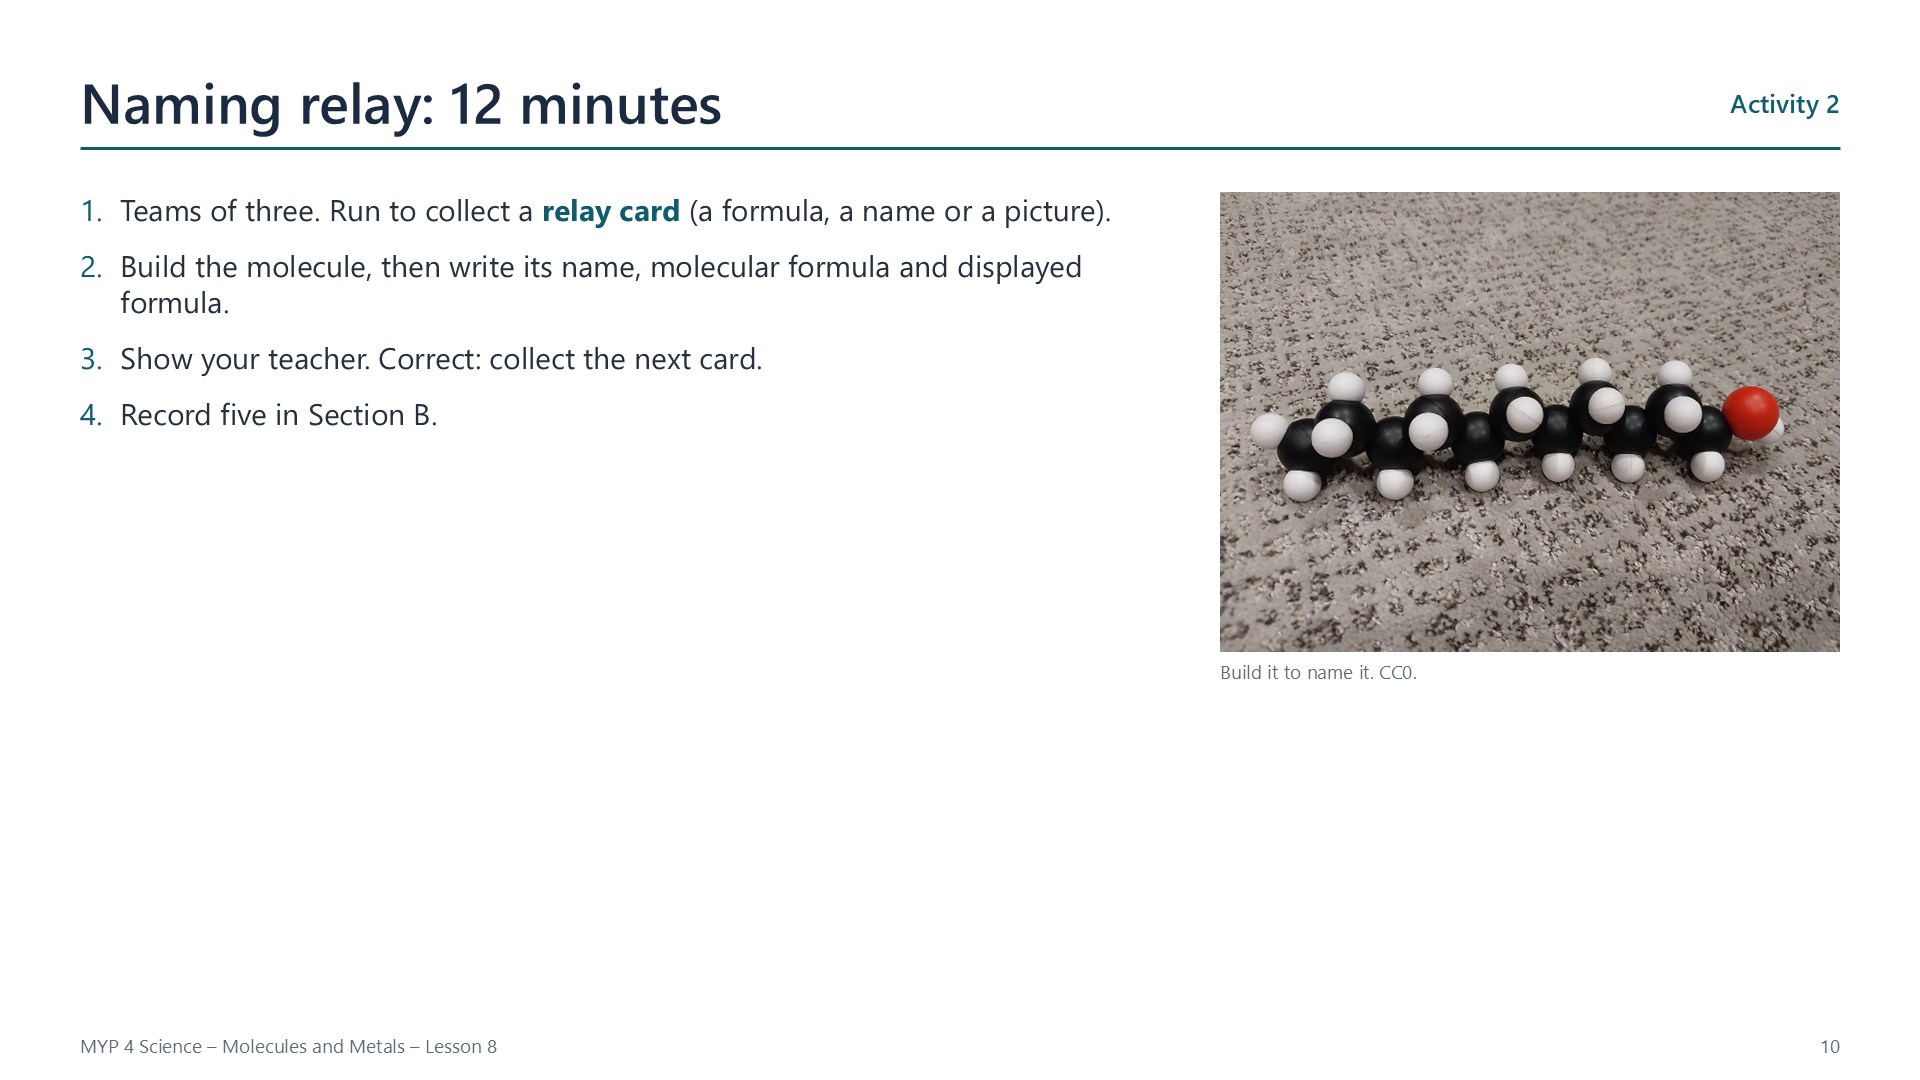 Naming relay: 12 minutes
Activity 2
1. Teams of three. Run to collect a relay card (a formula, a name or a picture).
2. Build the molecule, then write its name, molecular formula and displayed
formula.
3. Show your teacher. Correct: collect the next card.
4. Record five in Section B.
Build it to name it. CC0.
MYP 4 Science – Molecules and Metals – Lesson 8
10